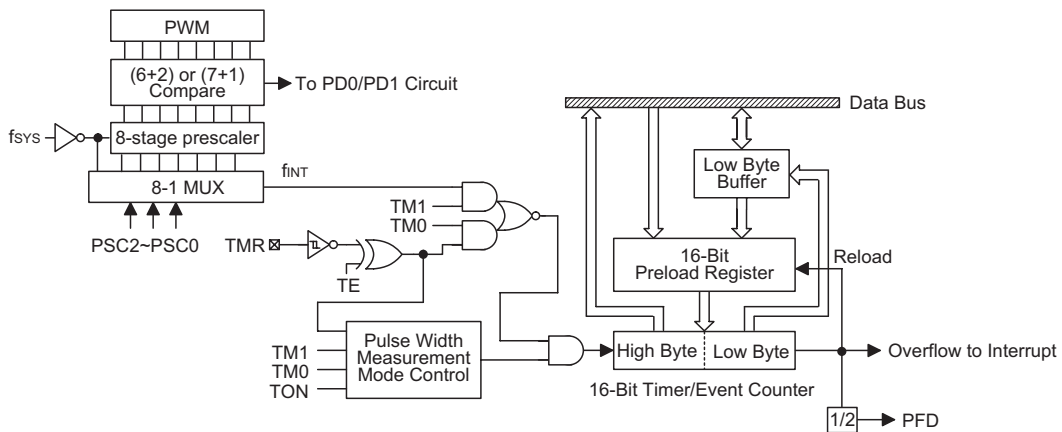 PWM
(6+2) or (7+1)
Compare
To PD0/PD1 Circuit
fSYS
8-stage prescaler
8-1 MUX
fINT
PSC2~PSC0
TM1
TM0
TMR
TE
TM1
TM0
TON
Pulse Width
Measurement
Mode Control
Data Bus
Low Byte
Buffer
16-Bit
Preload Register
Reload
High Byte
Low Byte
Overflow to Interrupt
16-Bit Timer/Event Counter
1/2
PFD